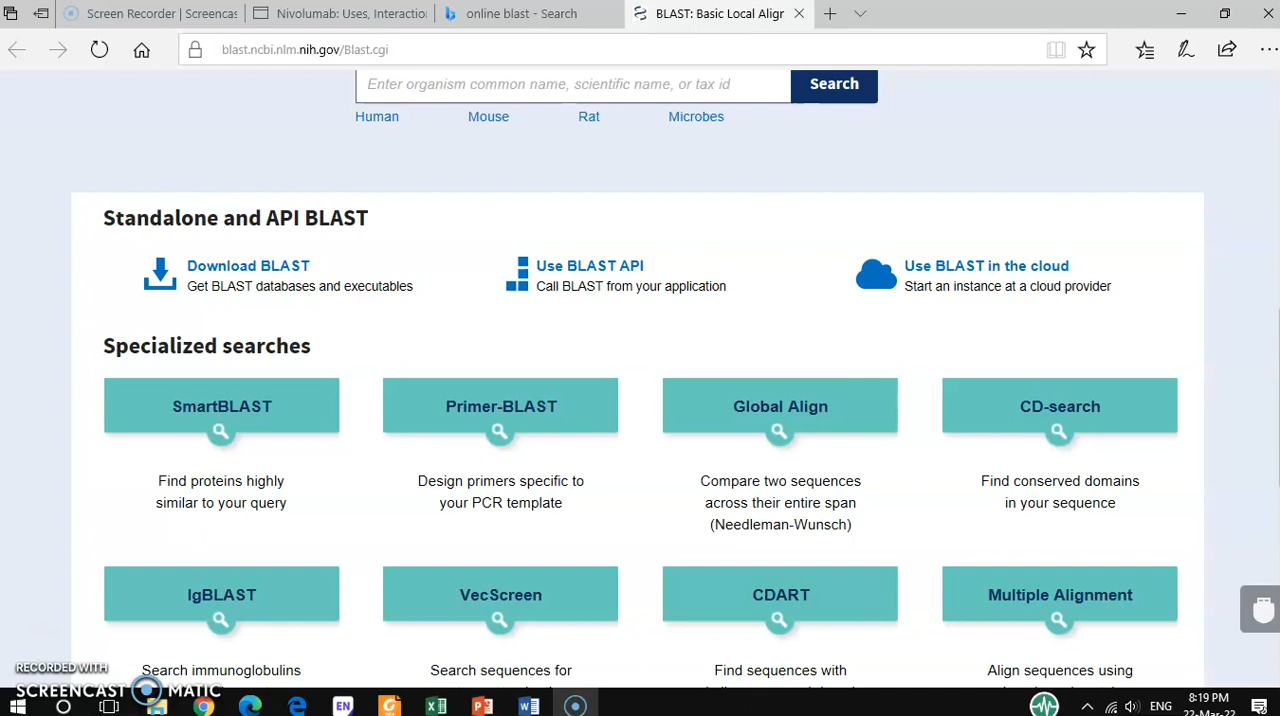 Screen Recorder | Screencast
Nivolumab: Uses, Interaction
online blast - Search
BLAST: Basic Local Align
blast.ncbi.nlm.nih.gov/Blast.cgi
Enter organism common name, scientific name, or tax id
Search
Human Mouse Rat Microbes
Standalone and API BLAST
Download BLAST
Get BLAST databases and executables
Use BLAST API
Call BLAST from your application
Use BLAST in the cloud
Start an instance at a cloud provider
Specialized searches
SmartBLAST
Find proteins highly
similar to your query
Primer-BLAST
Design primers specific to
your PCR template
Global Align
Compare two sequences
across their entire span
(Needleman-Wunsch)
CD-search
Find conserved domains
in your sequence
IgBLAST
Search immunoglobulins
VecScreen
Search sequences for
CDART
Find sequences with
Multiple Alignment
Align sequences using
RECORDED WITH
SCREENCAST MATIC
EN
ENG
8:19 PM
22-Mar-22